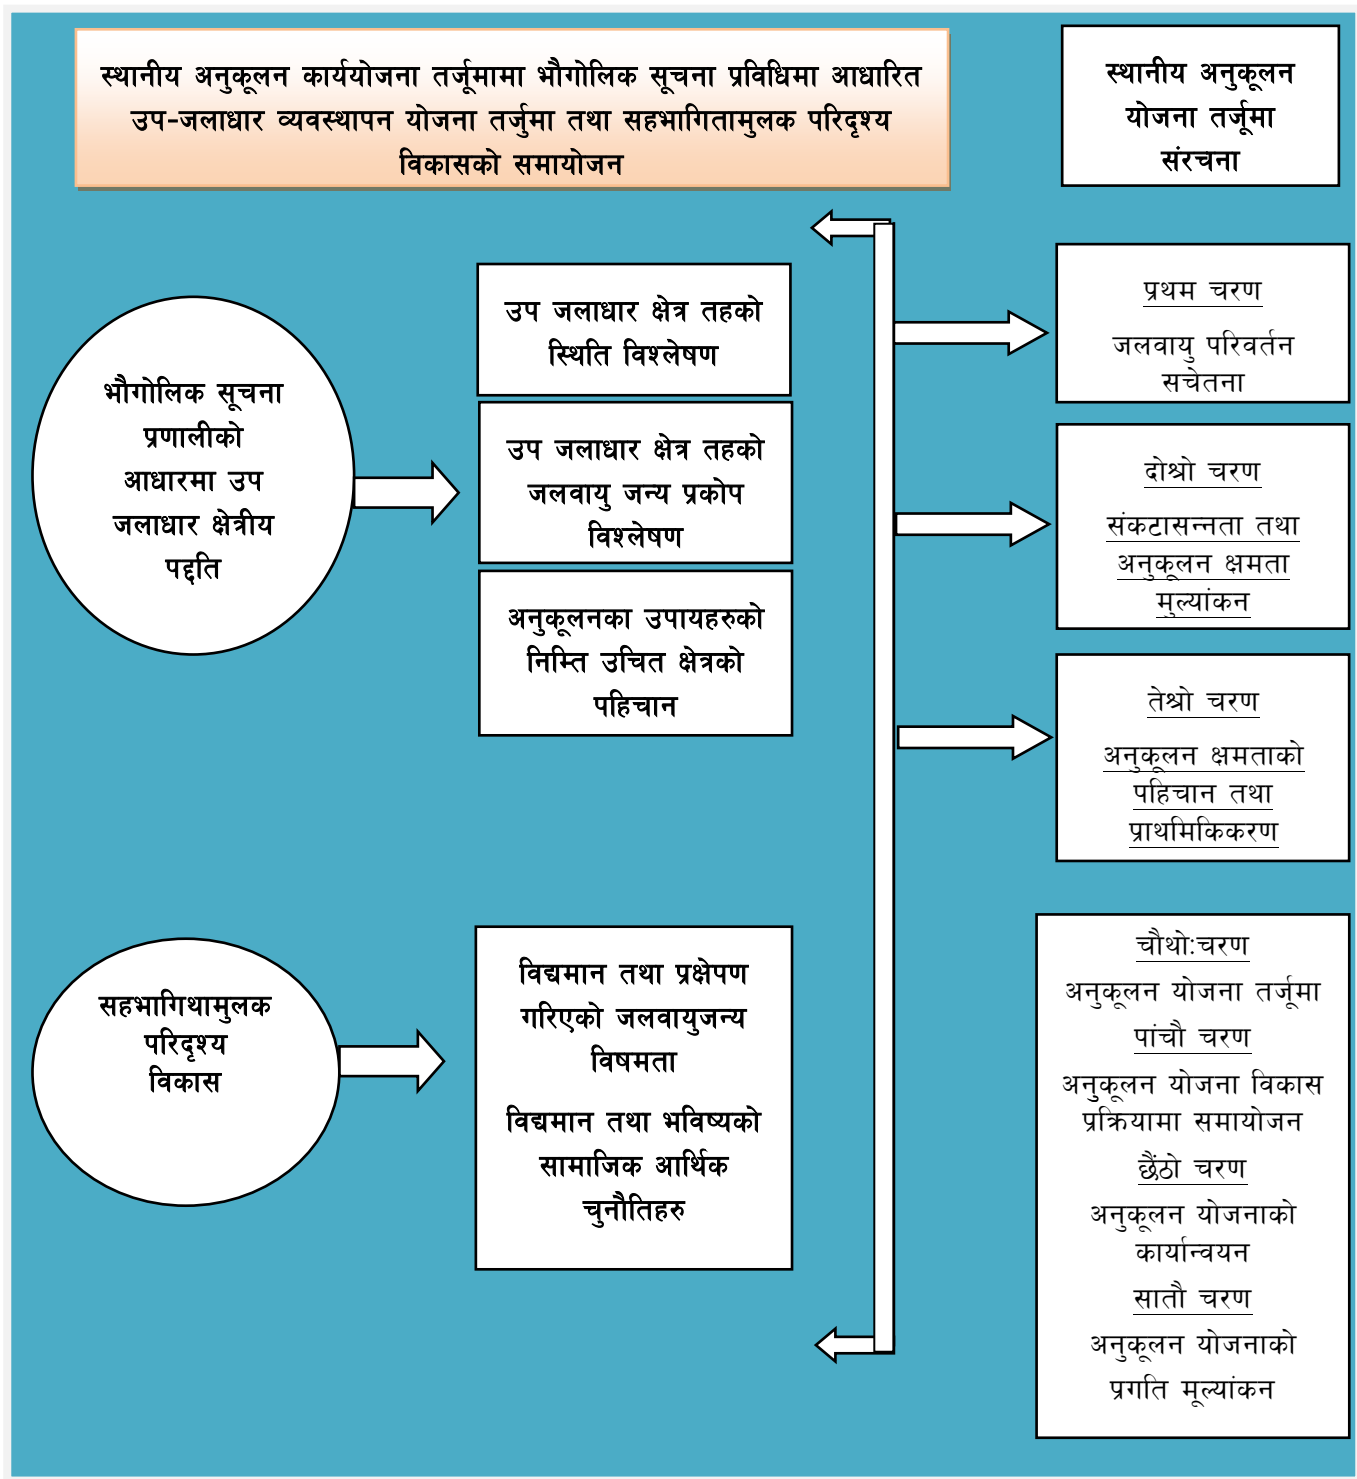 स्थानीय अनुकूलन कार्ययोजना तर्जूमामा भौगोलिक सूचना प्रविधिमा आधारित
उप-जलाधार व्यवस्थापन योजना तर्जुमा तथा सहभागितामुलक परिदृश्य
विकासको समायोजन
स्थानीय अनुकूलन
योजना तर्जूमा
संरचना
भौगोलिक सूचना
प्रणालीको
आधारमा उप
जलाधार क्षेत्रीय
पद्दति
उप जलाधार क्षेत्र तहको
स्थिति विश्लेषण
उप जलाधार क्षेत्र तहको
जलवायु जन्य प्रकोप
विश्लेषण
अनुकूलनका उपायहरुको
निम्ति उचित क्षेत्रको
पहिचान
प्रथम चरण
जलवायु परिवर्तन
सचेतना
दोश्रो चरण
संकटासन्नता तथा
अनुकूलन क्षमता
मुल्यांकन
तेश्रो चरण
अनुकूलन क्षमताको
पहिचान तथा
प्राथमिकिकरण
सहभागिथामुलक
परिदृश्य
विकास
विद्यमान तथा प्रक्षेपण
गरिएको जलवायुजन्य
विषमता
विद्यमान तथा भविष्यको
सामाजिक आर्थिक
चुनौतिहरु
चौथोःचरण
अनुकूलन योजना तर्जूमा
पांचौ चरण
अनुकूलन योजना विकास
प्रक्रियामा समायोजन
छैंठो चरण
अनुकूलन योजनाको
कार्यान्वयन
सातौ चरण
अनुकूलन योजनाको
प्रगति मूल्यांकन